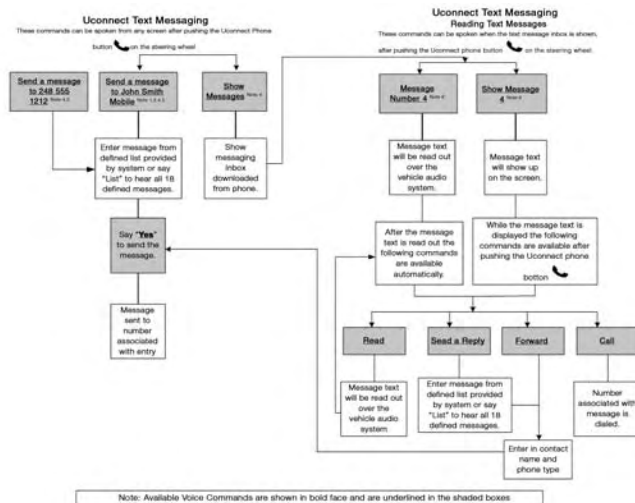 Uconnect Text Messaging
These commands can be spoken from any screen after pushing the Uconnect Phone
button on the steering wheel
Send a message
to 248 555
1212 Note 4,5
Send a message
to John Smith
Mobile
Show
Messages Note 4
Enter message from
defined list provided
by system or say
"List" to hear all 18
defined messages.
Show
messaging
inbox
downloaded
from phone.
Say "Yes"
to send the
message.
Message
sent to
number
associated
with entry
Uconnect Text Messaging
Reading Text Messages
These commands can be spoken when the text message inbox is shown,
after pushing the Uconnect phone button on the steering wheel.
Message
Number 4
Show Message
4
Message text
will be read out
over the
vehicle audio
system.
Message text
will show up
on the screen.
After the message
text is read out the
following commands
are available
automatically.
While the message text is
displayed the following
commands are available after
pushing the Uconnect phone
botton
Read
Send a Reply
Forward
Call
Message text
will be read out
over the
vehicle audio
system
Enter message from
defined list provided
by system or say
"List" to hear all 18
defined messages.
Number
associated with
message is
dialed.
Enter in contact
name and
phone type
Note: Available Voice Commands are shown in bold face and are underlined in the shaded boxes